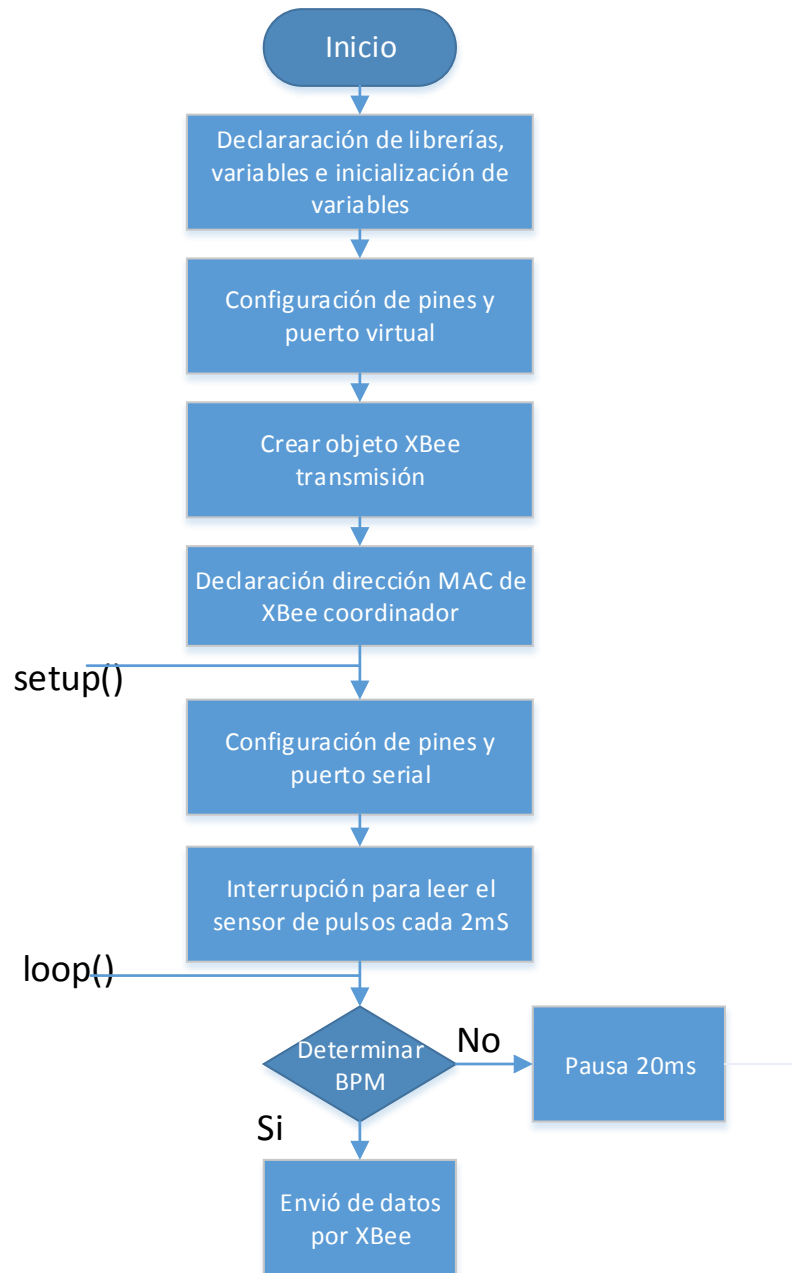 Inicio
Declararación de librerías,
variables e inicialización de
variables
Configuración de pines y
puerto virtual
Crear objeto XBee
transmisión
Declaración dirección MAC de
XBee coordinador
setup()
Configuración de pines y
puerto serial
Interrupción para leer el
sensor de pulsos cada 2mS
loop()
Determinar
BPM
No
Pausa 20ms
Si
Envió de datos
por XBee